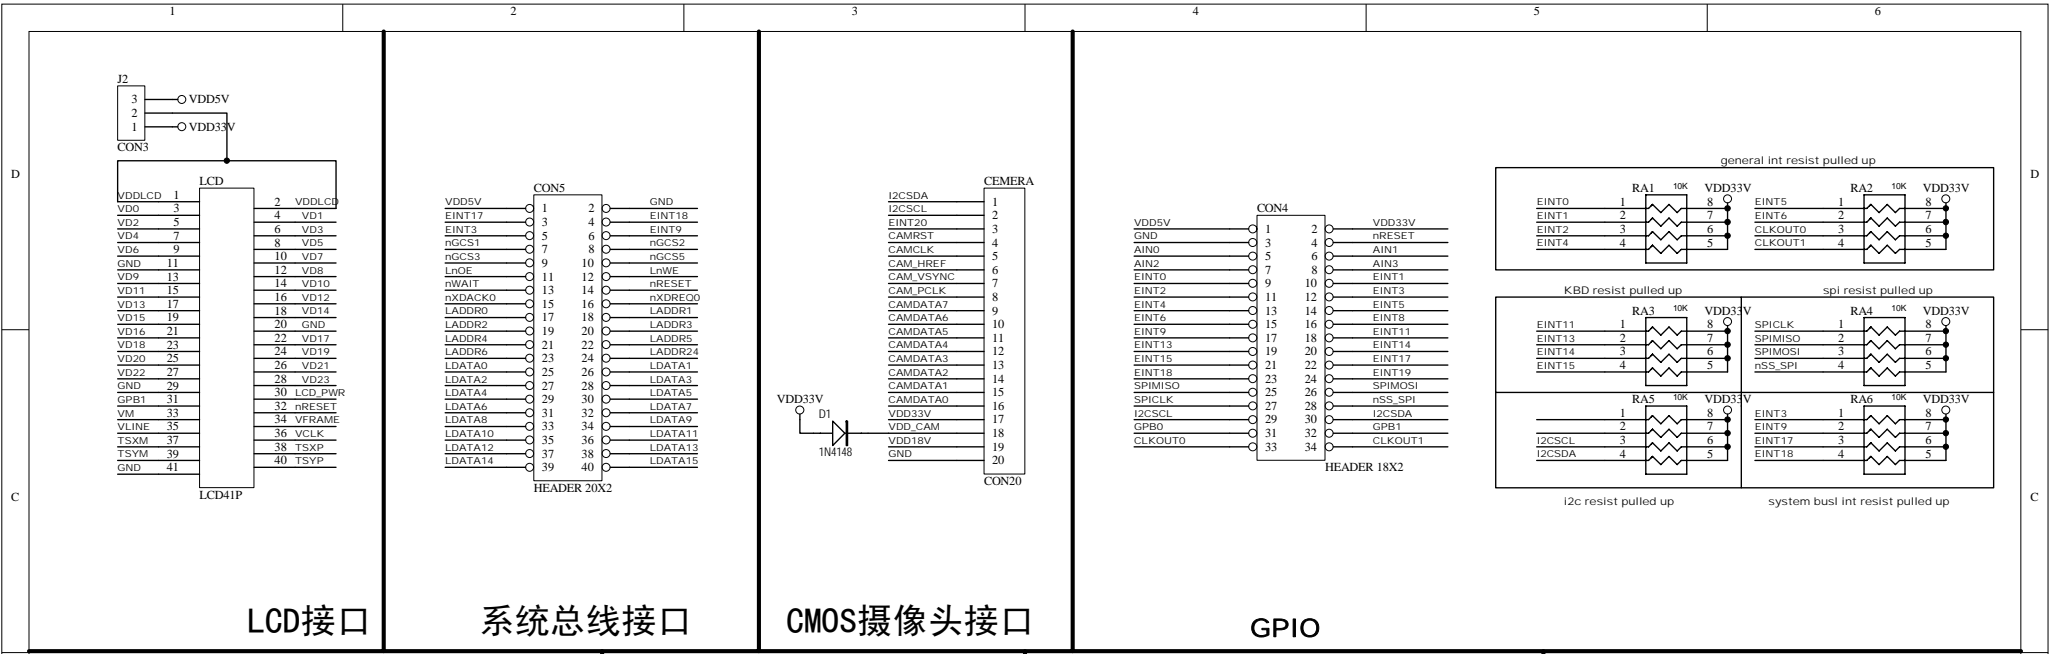 1 2 3 4 5 6
D
C
D
C
J2
3 VDD5V
2
1 VDD33V
CON3
LCD
VDDLCD 1
VD0 3
VD2 5
VD4 7
VD6 9
GND 11
VD9 13
VD11 15
VD13 17
VD15 19
VD16 21
VD18 23
VD20 25
VD22 27
GND 29
GPB1 31
VM 33
VLINE 35
TSXM 37
TSYM 39
GND 41
2 VDDLCD
4 VD1
6 VD3
8 VD5
10 VD7
12 VD8
14 VD10
16 VD12
18 VD14
20 GND
22 VD17
24 VD19
26 VD21
28 VD23
30 LCD_PWR
32 nRESET
34 VFRAME
36 VCLK
38 TSXP
40 TSYP
LCD41P
LCD接口
CON5
VDD5V 1 2 GND
EINT17 3 4 EINT18
EINT3 5 6 EINT9
nGCS1 7 8 nGCS2
nGCS3 9 10 nGCS5
LnOE 11 12 LnWE
nWAIT 13 14 nRESET
nXDACK0 15 16 nXDREQ0
LADDR0 17 18 LADDR1
LADDR2 19 20 LADDR3
LADDR4 21 22 LADDR5
LADDR6 23 24 LADDR24
LDATA0 25 26 LDATA1
LDATA2 27 28 LDATA3
LDATA4 29 30 LDATA5
LDATA6 31 32 LDATA7
LDATA8 33 34 LDATA9
LDATA10 35 36 LDATA11
LDATA12 37 38 LDATA13
LDATA14 39 40 LDATA15
HEADER 20X2
系统总线接口
CEMERA
I2CSDA 1
I2CSCL 2
EINT20 3
CAMRST 4
CAMCLK 5
CAM_HREF 6
CAM_VSYNC 7
CAM_PCLK 8
CAMDATA7 9
CAMDATA6 10
CAMDATA5 11
CAMDATA4 12
CAMDATA3 13
CAMDATA2 14
CAMDATA1 15
CAMDATA0 16
VDD33V 17
VDD_CAM 18
VDD18V 19
GND 20
CON20
VDD33V
D1
1N4148
CMOS摄像头接口
CON4
VDD5V 1 2 VDD33V
GND 3 4 nRESET
AIN0 5 6 AIN1
AIN2 7 8 AIN3
EINT0 9 10 EINT1
EINT2 11 12 EINT3
EINT4 13 14 EINT5
EINT6 15 16 EINT8
EINT9 17 18 EINT11
EINT13 19 20 EINT14
EINT15 21 22 EINT17
EINT18 23 24 EINT19
SPIMISO 25 26 SPIMOSI
SPICLK 27 28 nSS_SPI
I2CSCL 29 30 I2CSDA
GPB0 31 32 GPB1
CLKOUT0 33 34 CLKOUT1
HEADER 18X2
GPIO
general int resist pulled up
RA1 10K VDD33V
EINT0 1 8
EINT1 2 7
EINT2 3 6
EINT4 4 5
RA2 10K VDD33V
EINT5 1 8
EINT6 2 7
CLKOUT0 3 6
CLKOUT1 4 5
KBD resist pulled up
RA3 10K VDD33V
EINT11 1 8
EINT13 2 7
EINT14 3 6
EINT15 4 5
spi resist pulled up
RA4 10K VDD33V
SPICLK 1 8
SPIMISO 2 7
SPIMOSI 3 6
nSS_SPI 4 5
RA5 10K VDD33V
1 8
2 7
I2CSCL 3 6
I2CSDA 4 5
i2c resist pulled up
RA6 10K VDD33V
EINT3 1 8
EINT9 2 7
EINT17 3 6
EINT18 4 5
system busl int resist pulled up